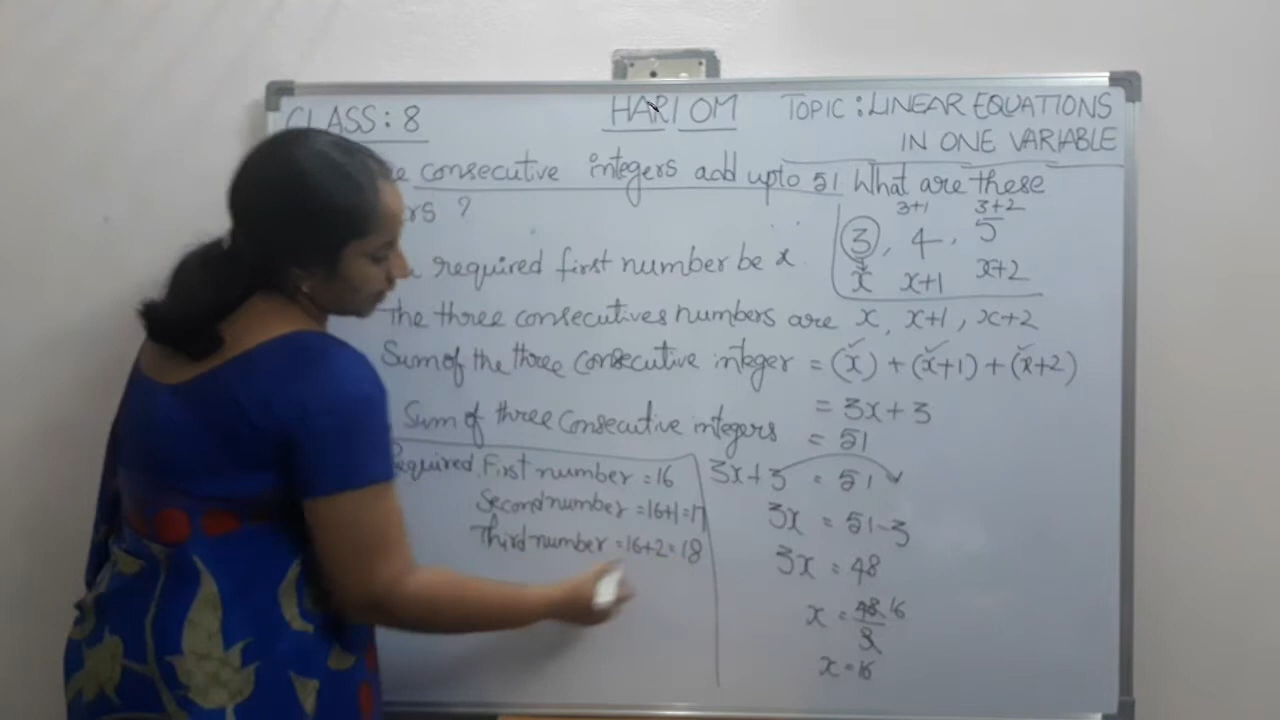 CLASS: 8
HARI OM
TOPIC: LINEAR EQUATIONS
IN ONE VARIABLE
consecutive integers add upto 51 What are these
?
3+1 3+2
3, 4, 5
x x+1 x+2
required first number be x
The three consecutives numbers are x, x+1, x+2
Sum of the three consecutive integer = (x) + (x+1) + (x+2)
= 3x+3
Sum of three consecutive integers = 51
Required First number = 16
Second number = 16+1=17
Third number = 16+2=18
3x+3 = 51
3x = 51-3
3x = 48
x = 48 16
3
x = 16